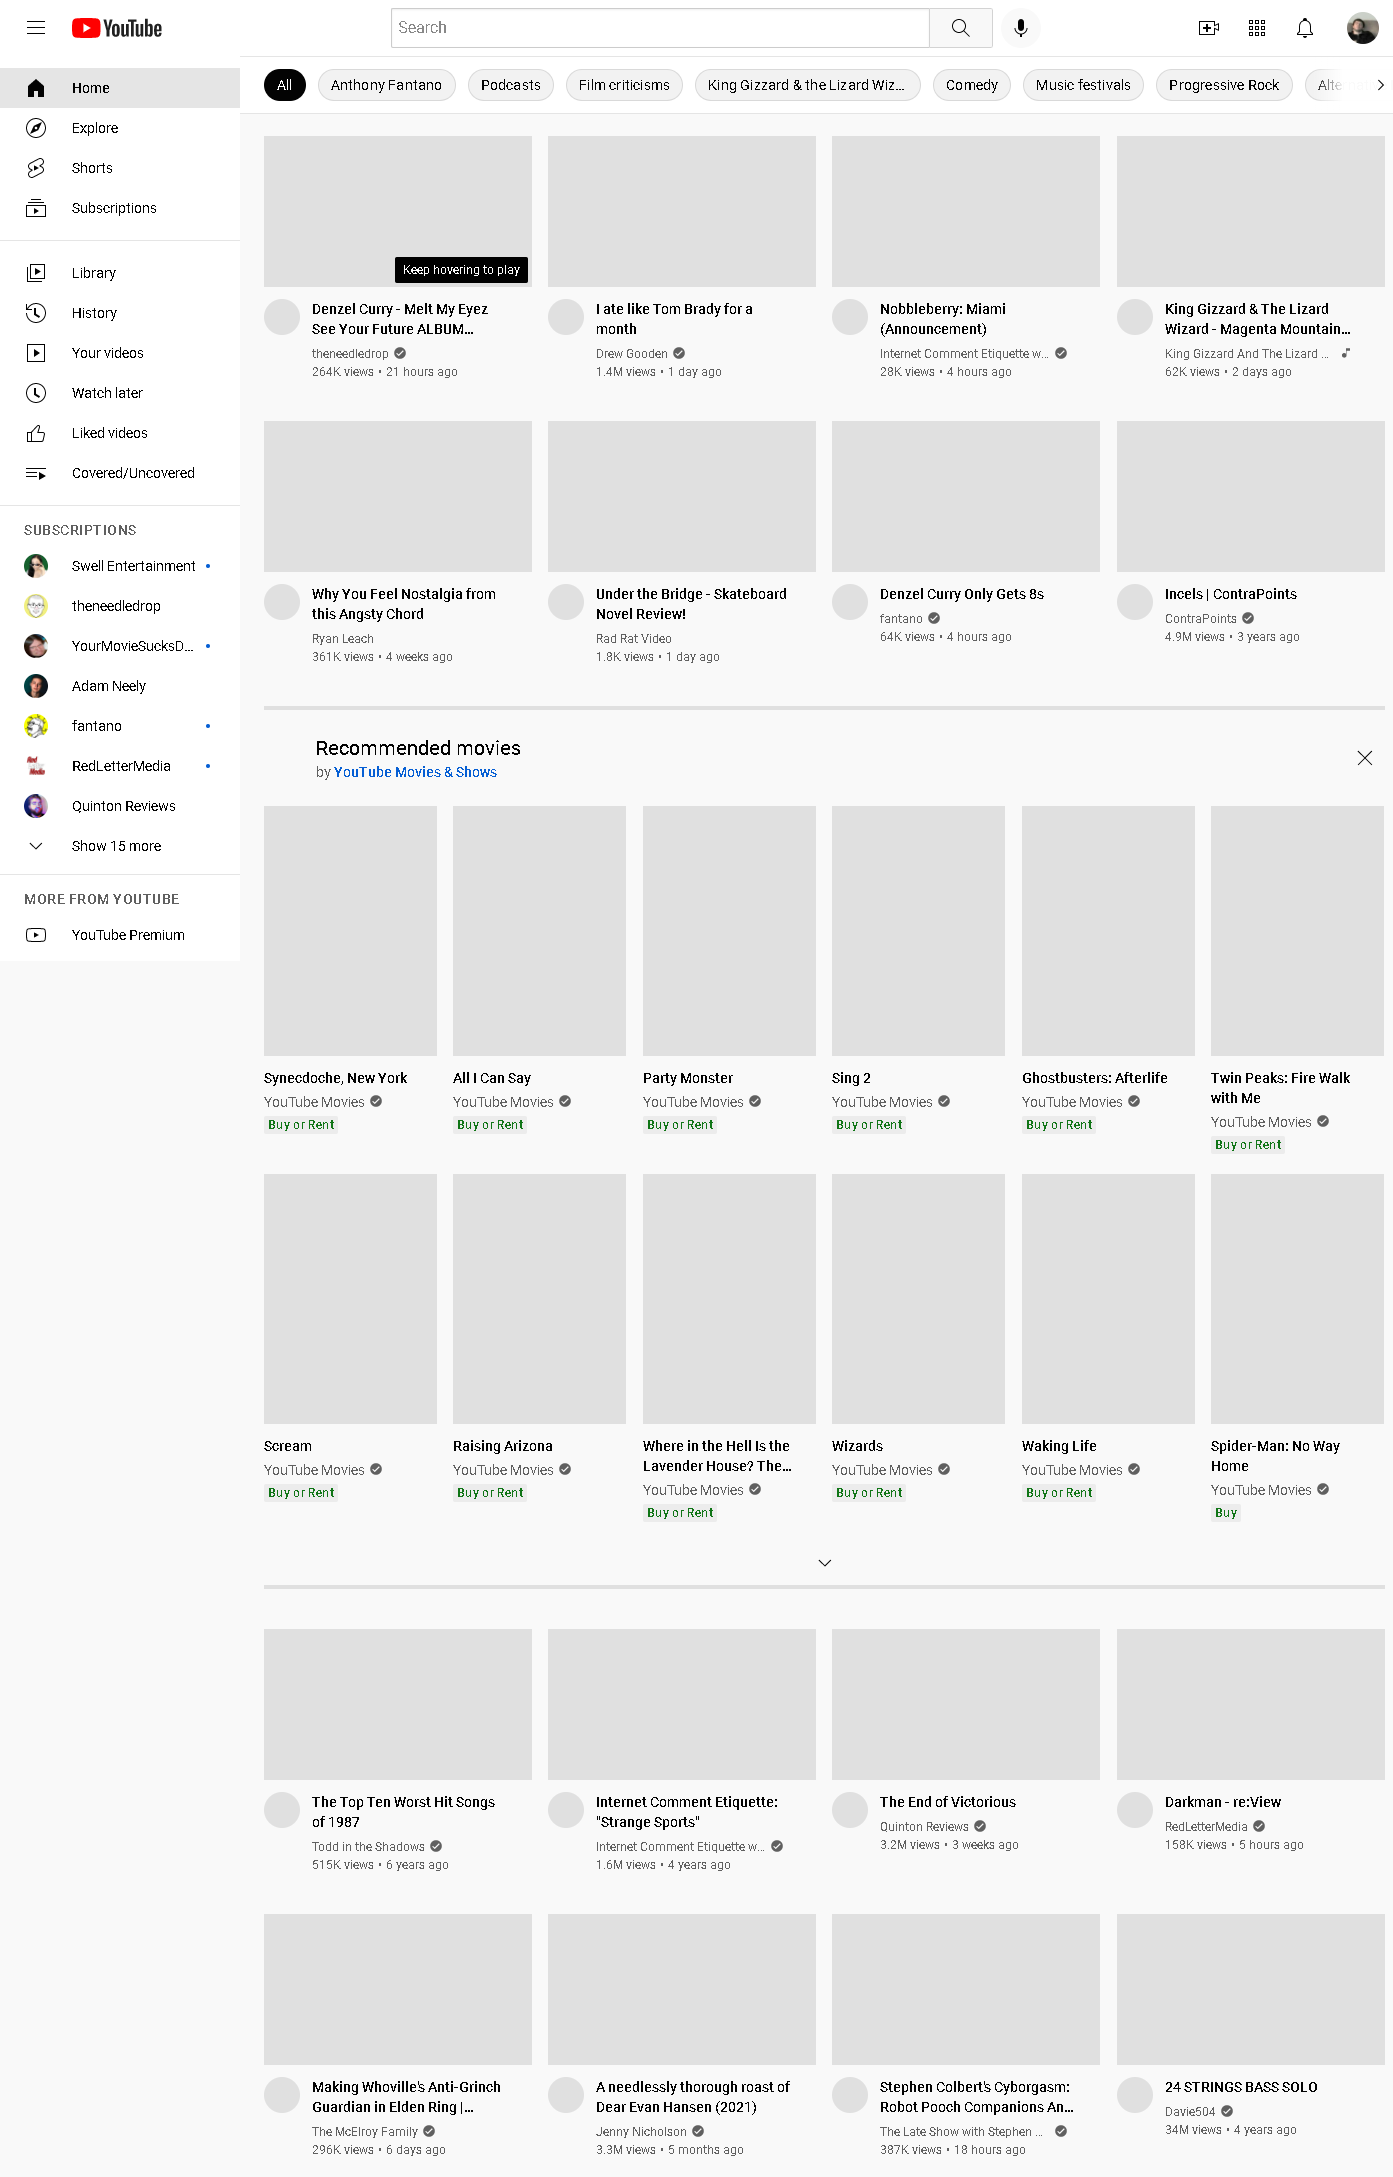 YouTube
Search
Home
Explore
Shorts
Subscriptions
Library
History
Your videos
Watch later
Liked videos
Covered/Uncovered
SUBSCRIPTIONS
Swell Entertainment
theneedledrop
YourMovieSucksD...
Adam Neely
fantano
RedLetterMedia
Quinton Reviews
Show 15 more
MORE FROM YOUTUBE
YouTube Premium
All
Anthony Fantano
Podcasts
Film criticisms
King Gizzard & the Lizard Wiz...
Comedy
Music festivals
Progressive Rock
Keep hovering to play
Denzel Curry - Melt My Eyez
See Your Future ALBUM...
theneedledrop
264K views • 21 hours ago
I ate like Tom Brady for a
month
Drew Gooden
1.4M views • 1 day ago
Nobbleberry: Miami
(Announcement)
Internet Comment Etiquette w...
28K views • 4 hours ago
King Gizzard & The Lizard
Wizard - Magenta Mountain...
King Gizzard And The Lizard ...
62K views • 2 days ago
Why You Feel Nostalgia from
this Angsty Chord
Ryan Leach
361K views • 4 weeks ago
Under the Bridge - Skateboard
Novel Review!
Rad Rat Video
1.8K views • 1 day ago
Denzel Curry Only Gets 8s
fantano
64K views • 4 hours ago
Incels | ContraPoints
ContraPoints
4.9M views • 3 years ago
Recommended movies
by YouTube Movies & Shows
Synecdoche, New York
YouTube Movies
Buy or Rent
All I Can Say
YouTube Movies
Buy or Rent
Party Monster
YouTube Movies
Buy or Rent
Sing 2
YouTube Movies
Buy or Rent
Ghostbusters: Afterlife
YouTube Movies
Buy or Rent
Twin Peaks: Fire Walk
with Me
YouTube Movies
Buy or Rent
Scream
YouTube Movies
Buy or Rent
Raising Arizona
YouTube Movies
Buy or Rent
Where in the Hell Is the
Lavender House? The...
YouTube Movies
Buy or Rent
Wizards
YouTube Movies
Buy or Rent
Waking Life
YouTube Movies
Buy or Rent
Spider-Man: No Way
Home
YouTube Movies
Buy
The Top Ten Worst Hit Songs
of 1987
Todd in the Shadows
515K views • 6 years ago
Internet Comment Etiquette:
"Strange Sports"
Internet Comment Etiquette w...
1.6M views • 4 years ago
The End of Victorious
Quinton Reviews
3.2M views • 3 weeks ago
Darkman - re:View
RedLetterMedia
158K views • 5 hours ago
Making Whoville's Anti-Grinch
Guardian in Elden Ring |...
The McElroy Family
296K views • 6 days ago
A needlessly thorough roast of
Dear Evan Hansen (2021)
Jenny Nicholson
3.3M views • 5 months ago
Stephen Colbert's Cyborgasm:
Robot Pooch Companions An...
The Late Show with Stephen ...
387K views • 18 hours ago
24 STRINGS BASS SOLO
Davie504
34M views • 4 years ago